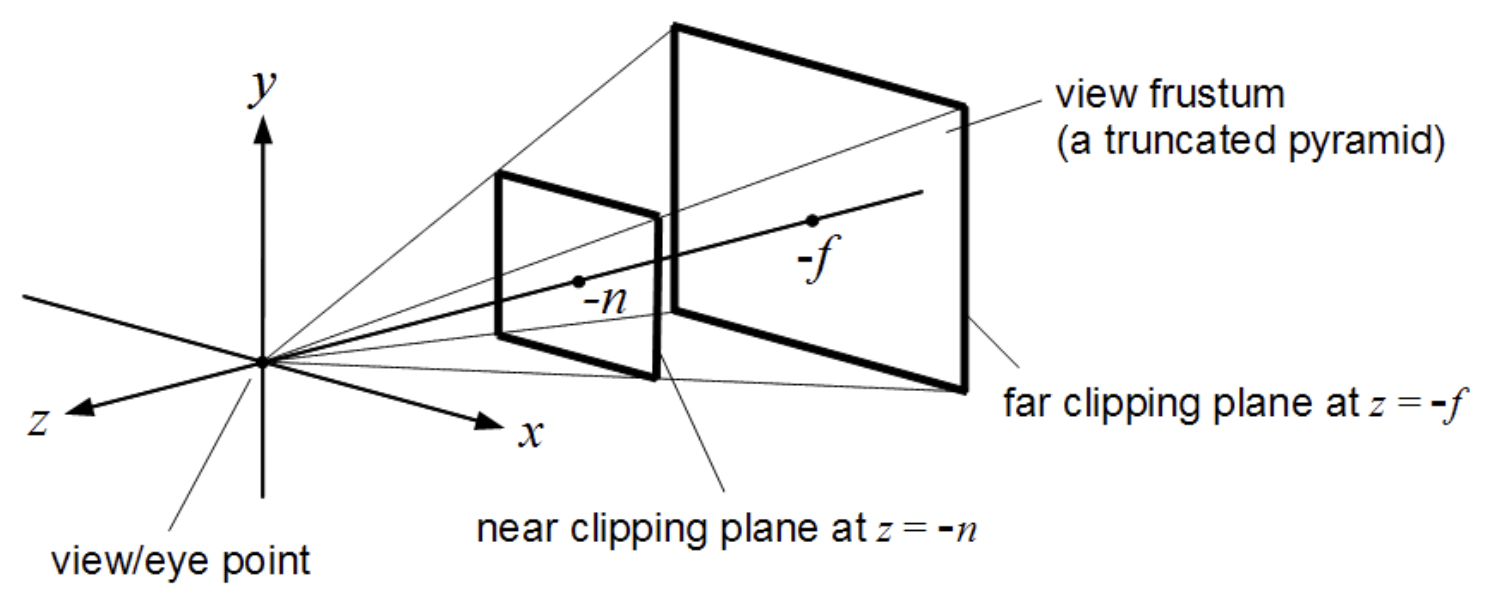 y
view frustum
(a truncated pyramid)
-f
-n
z
x
far clipping plane at z = -f
near clipping plane at z = -n
view/eye point